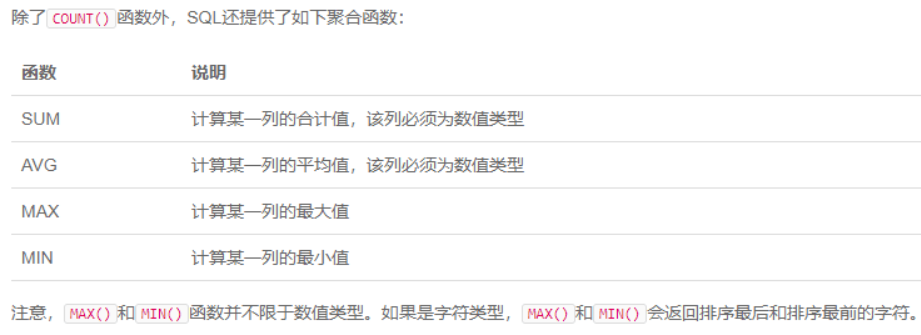 除了COUNT()函数外，SQL还提供了如下聚合函数：
函数 说明
SUM 计算某一列的合计值，该列必须为数值类型
AVG 计算某一列的平均值，该列必须为数值类型
MAX 计算某一列的最大值
MIN 计算某一列的最小值
注意，MAX()和MIN()函数并不限于数值类型。如果是字符类型，MAX()和MIN()会返回排序最后和排序最前的字符。